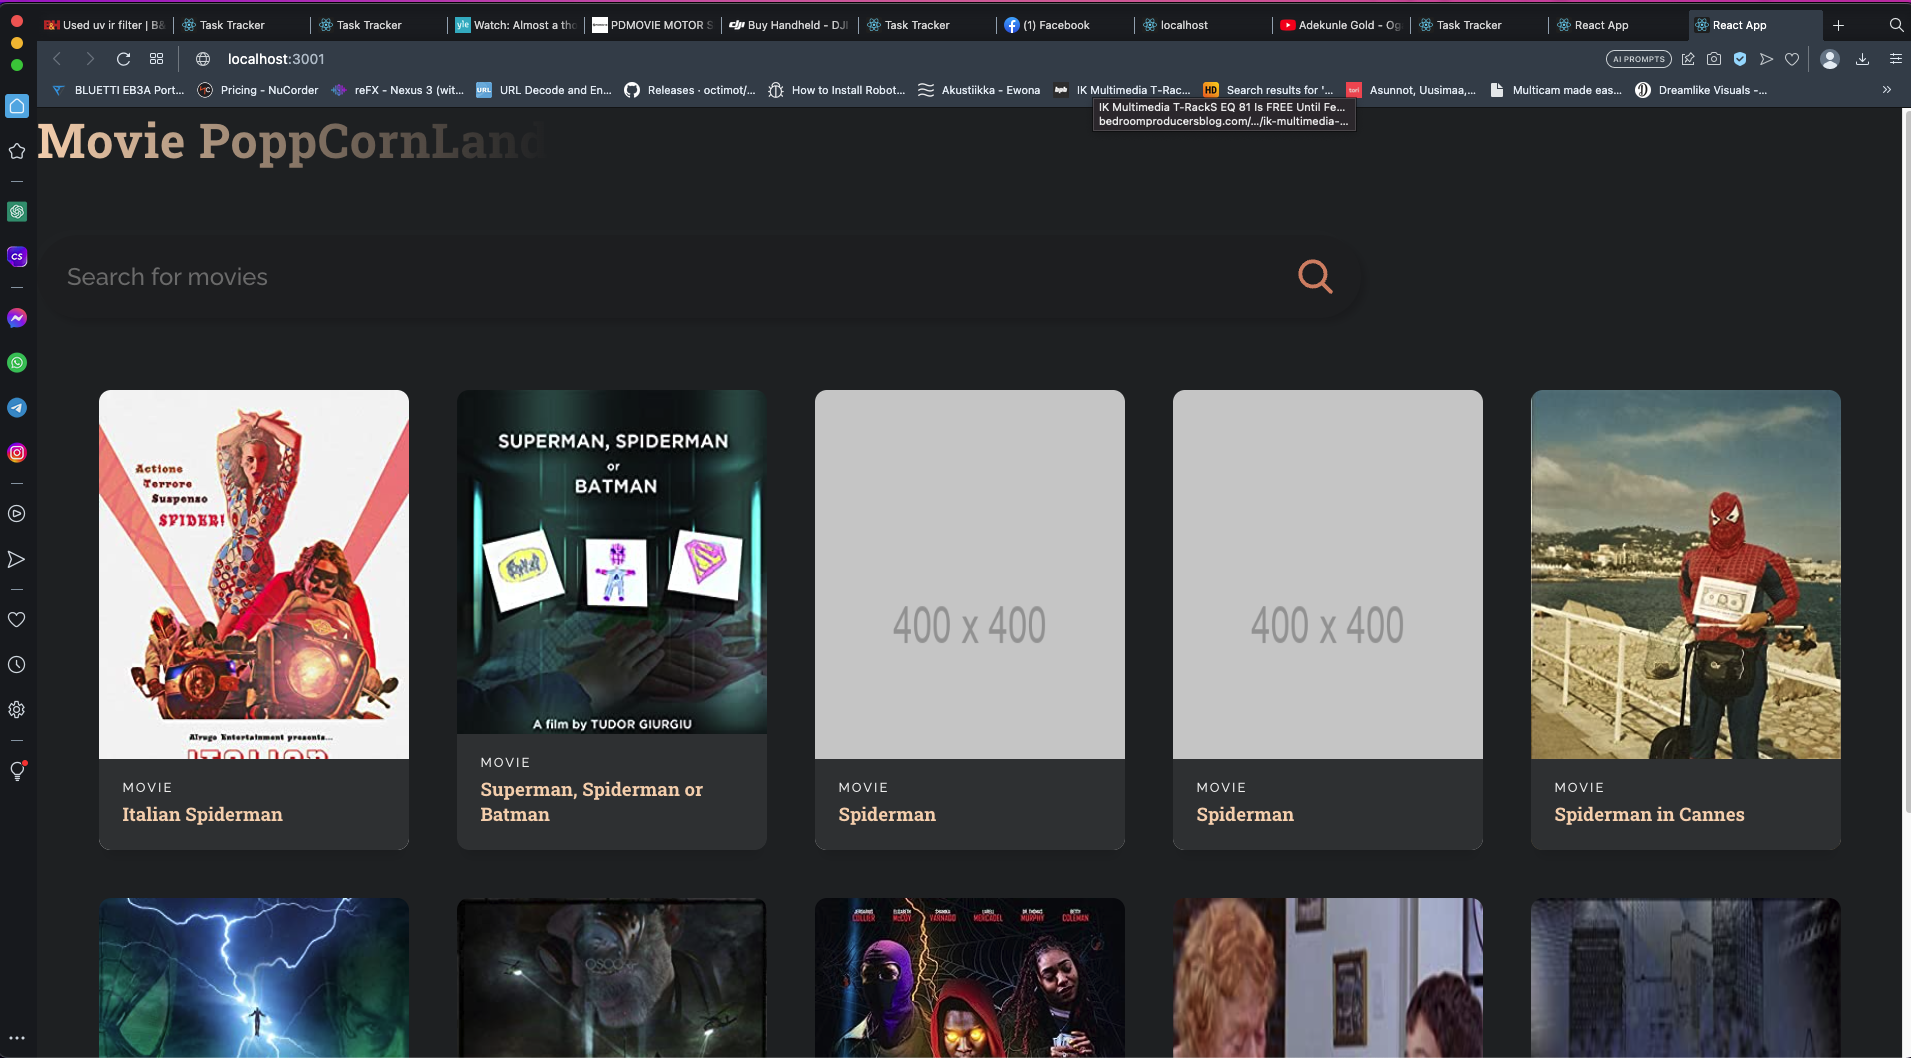 Used uv ir filter | B&
Task Tracker
Task Tracker
Watch: Almost a tho
PDMOVIE MOTOR S
Buy Handheld - DJI
Task Tracker
(1) Facebook
localhost
Adekunle Gold - Og
Task Tracker
React App
React App
localhost:3001
AI PROMPTS
BLUETTI EB3A Port...
Pricing - NuCorder
reFX - Nexus 3 (wit...
URL
URL Decode and En...
Releases · octimot/...
How to Install Robot...
Akustiikka - Ewona
IK Multimedia T-Rac...
HD
Search results for '...
tori
Asunnot, Uusimaa,...
Multicam made eas...
Dreamlike Visuals -...
IK Multimedia T-RackS EQ 81 Is FREE Until Fe...
bedroomproducersblog.com/.../ik-multimedia-...
Movie PoppCornLand
Search for movies
Actione
Terrore
Suspenso
SPIDER!
Alrugo Entertainment presents...
ITALIAN
MOVIE
Italian Spiderman
SUPERMAN, SPIDERMAN
or
BATMAN
A film by TUDOR GIURGIU
MOVIE
Superman, Spiderman or
Batman
400 x 400
MOVIE
Spiderman
400 x 400
MOVIE
Spiderman
MOVIE
Spiderman in Cannes